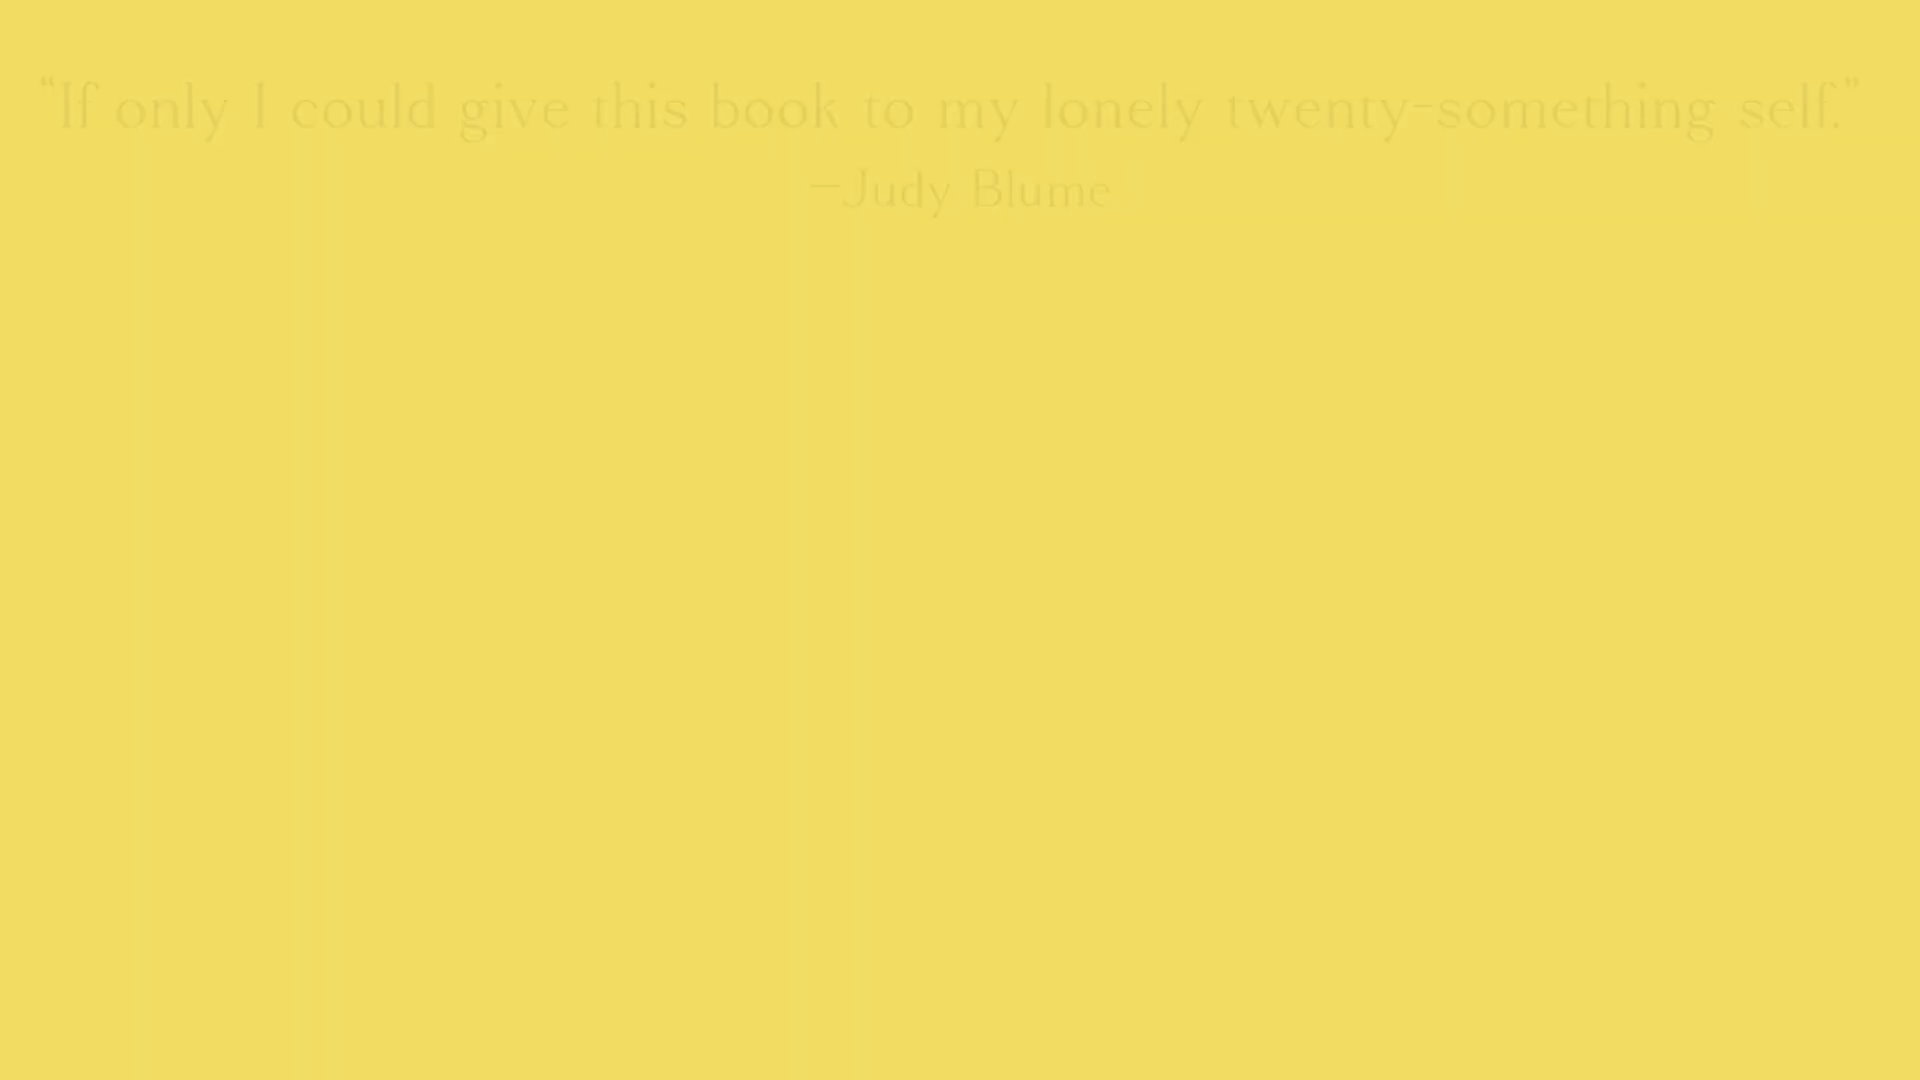 “If only I could give this book to my lonely twenty-something self.”
—Judy Blume